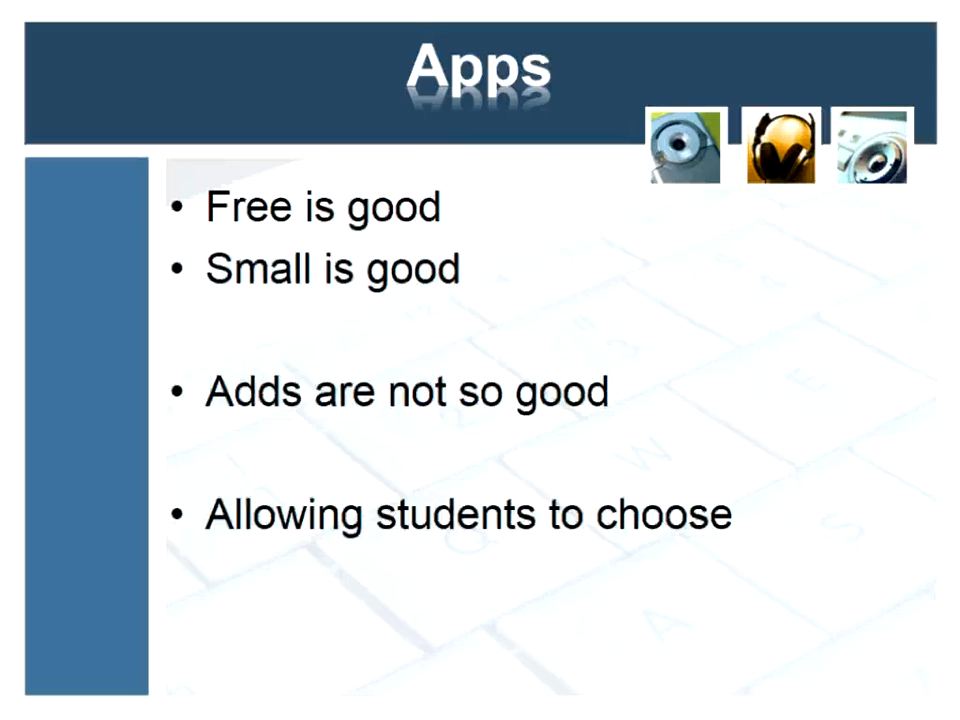 Apps
• Free is good
• Small is good
• Adds are not so good
• Allowing students to choose